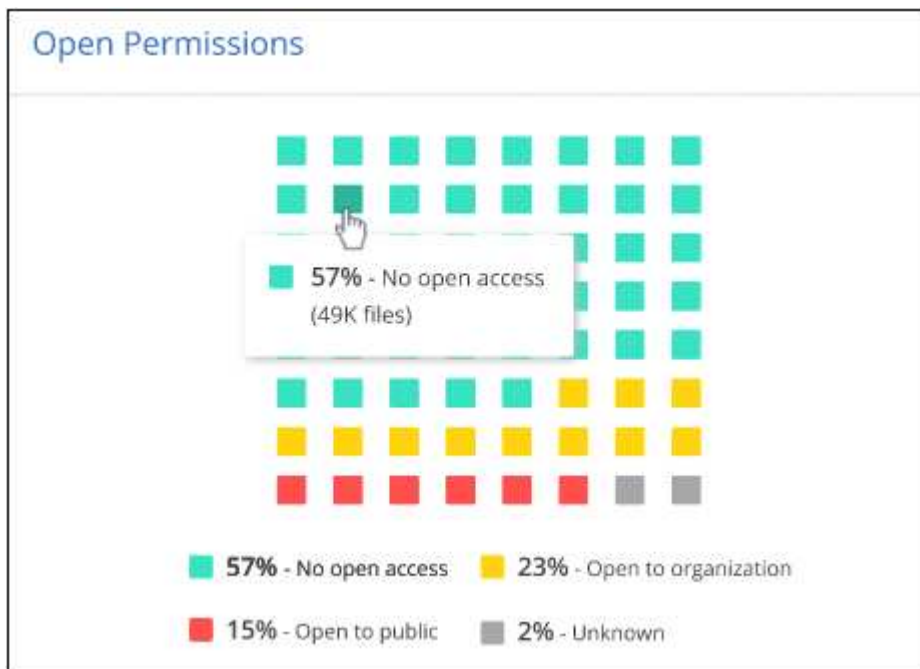 Open Permissions
57% - No open access
(49K files)
57% - No open access
23% - Open to organization
15% - Open to public
2% - Unknown